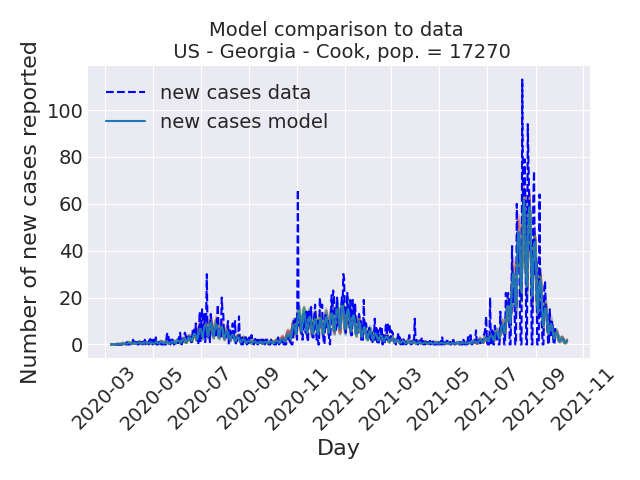 Model comparison to data
US - Georgia - Cook, pop. = 17270
Number of new cases reported
new cases data
new cases model
100
80
60
40
20
0
2020-03
2020-05
2020-07
2020-09
2020-11
2021-01
2021-03
2021-05
2021-07
2021-09
2021-11
Day